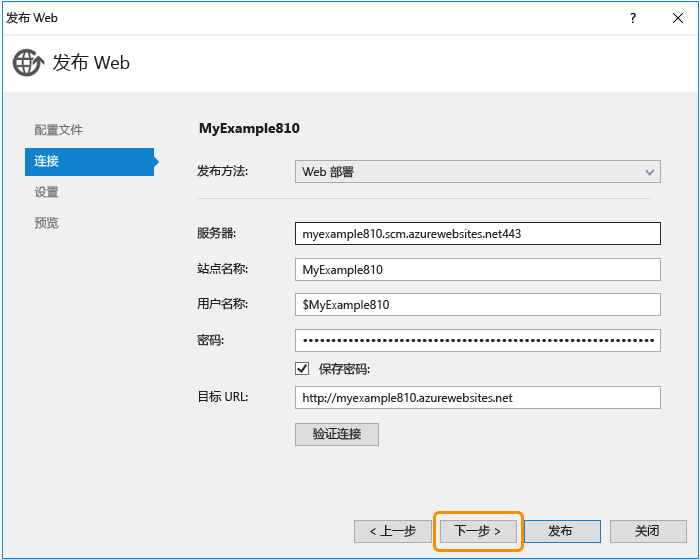 发布 Web
?
发布 Web
配置文件
连接
设置
预览
MyExample810
发布方法: Web 部署
服务器: myexample810.scm.azurewebsites.net443
站点名称: MyExample810
用户名称: $MyExample810
密码:
保存密码:
目标 URL: http://myexample810.azurewebsites.net
验证连接
< 上一步 下一步 > 发布 关闭